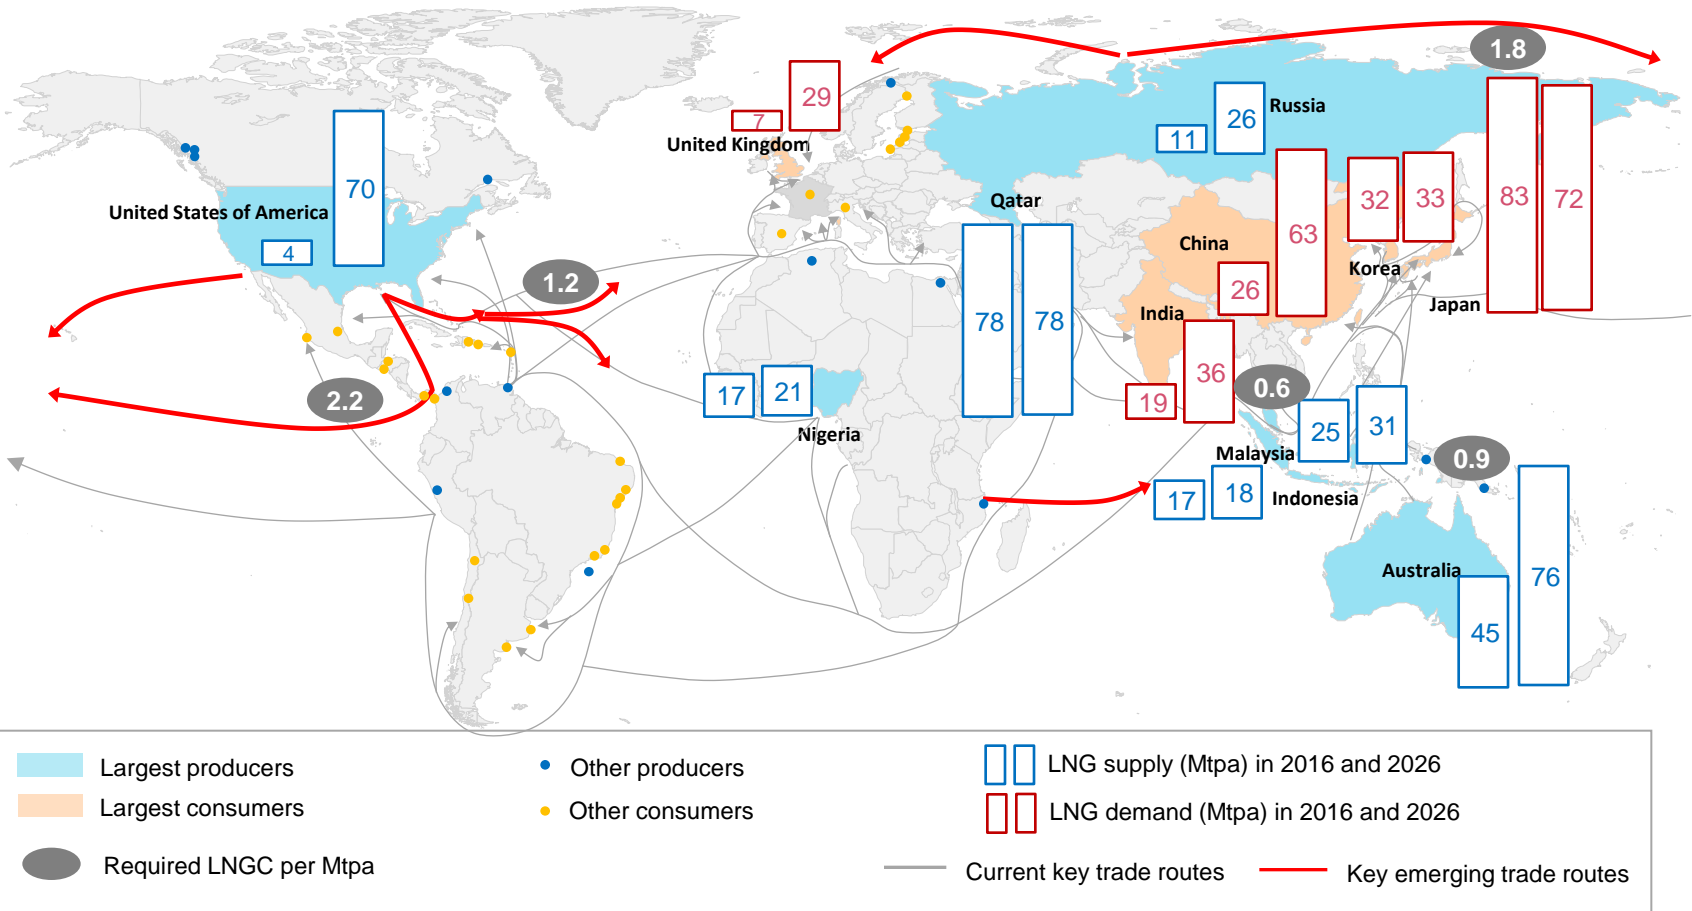 1.8
29
7
United Kingdom
11
26
Russia
70
United States of America
4
Qatar
32
33
83
72
China
63
Korea
26
India
Japan
1.2
78
78
36
19
0.6
2.2
17
21
Nigeria
25
31
Malaysia
0.9
17
18
Indonesia
Australia
76
45
Largest producers
Other producers
LNG supply (Mtpa) in 2016 and 2026
Largest consumers
Other consumers
LNG demand (Mtpa) in 2016 and 2026
Required LNGC per Mtpa
Current key trade routes
Key emerging trade routes